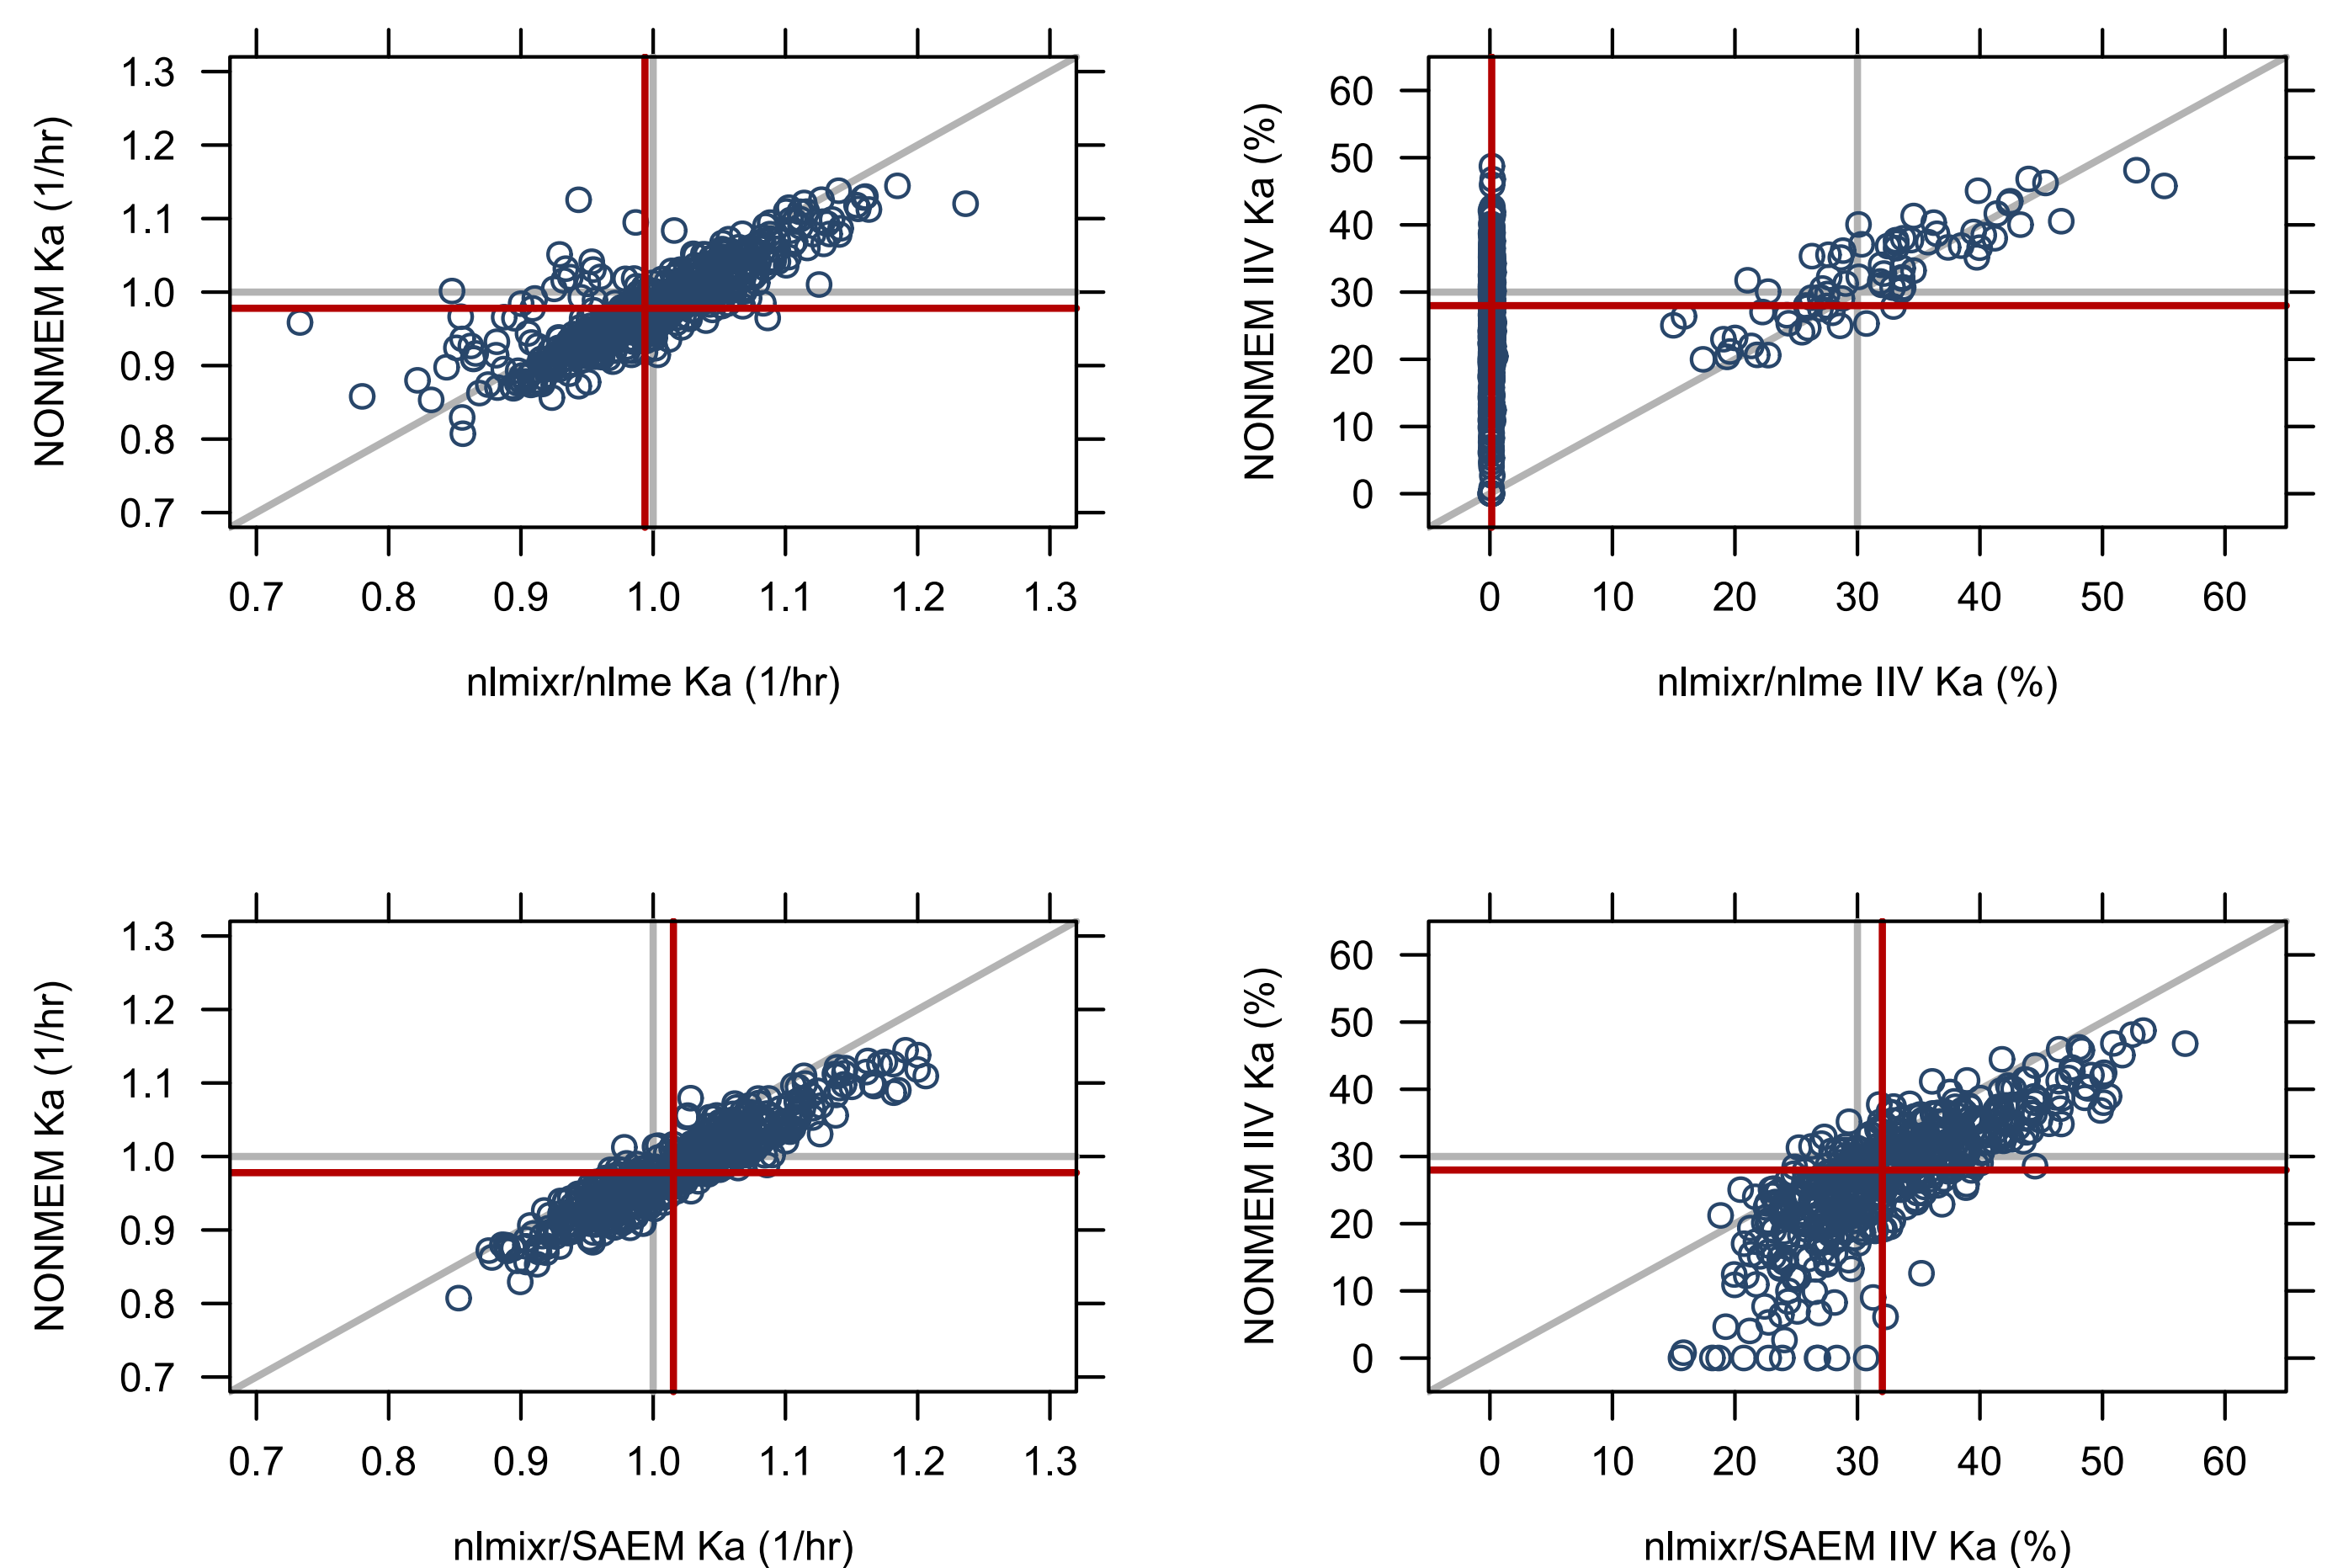 NONMEM Ka (1/hr)
1.3
1.2
1.1
1.0
0.9
0.8
0.7
0.7 0.8 0.9 1.0 1.1 1.2 1.3
nlmixr/nlme Ka (1/hr)
NONMEM IIV Ka (%)
60
50
40
30
20
10
0
0 10 20 30 40 50 60
nlmixr/nlme IIV Ka (%)
NONMEM Ka (1/hr)
1.3
1.2
1.1
1.0
0.9
0.8
0.7
0.7 0.8 0.9 1.0 1.1 1.2 1.3
nlmixr/SAEM Ka (1/hr)
NONMEM IIV Ka (%)
60
50
40
30
20
10
0
0 10 20 30 40 50 60
nlmixr/SAEM IIV Ka (%)